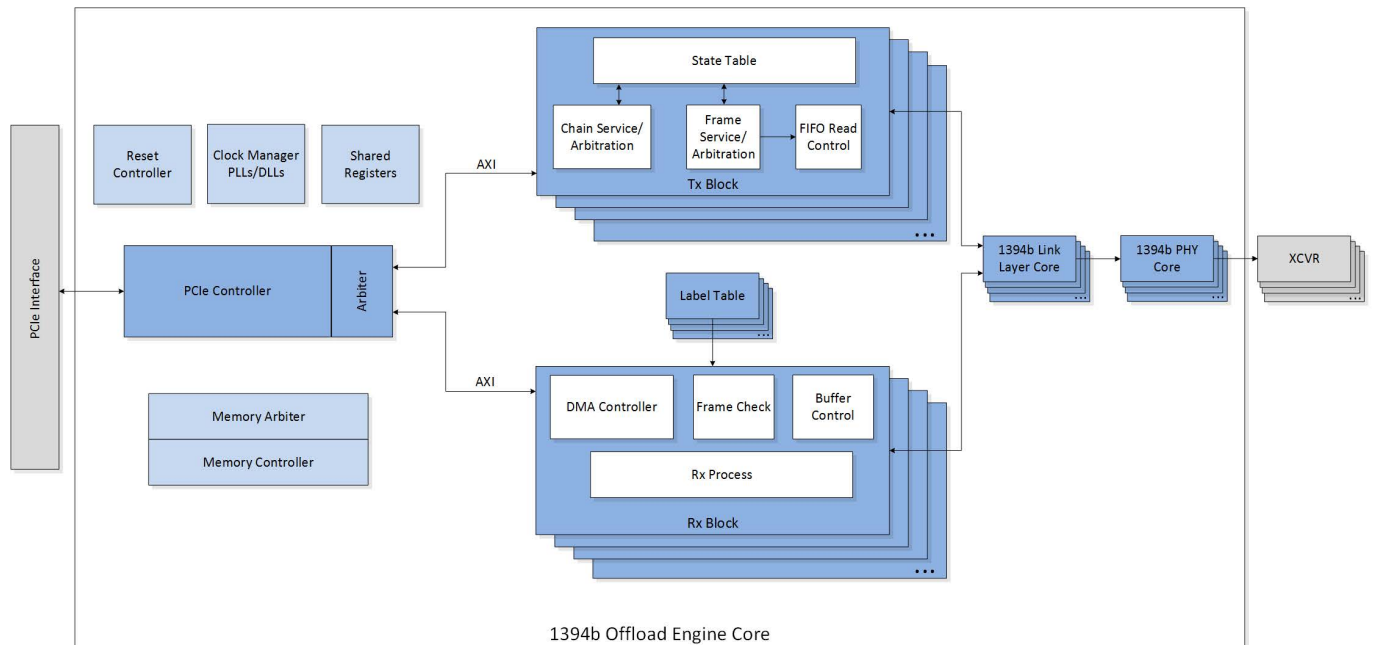 State Table
Chain Service/
Arbitration
Frame
Service/
Arbitration
FIFO Read
Control
Tx Block
...
Reset
Controller
Clock Manager
PLLs/DLLs
Shared
Registers
AXI
PCIe Interface
PCIe Controller
Arbiter
1394b Link
Layer Core
...
1394b PHY
Core
...
XCVR
...
Label Table
...
AXI
DMA Controller
Frame Check
Buffer
Control
Rx Process
Rx Block
...
Memory Arbiter
Memory Controller
1394b Offload Engine Core